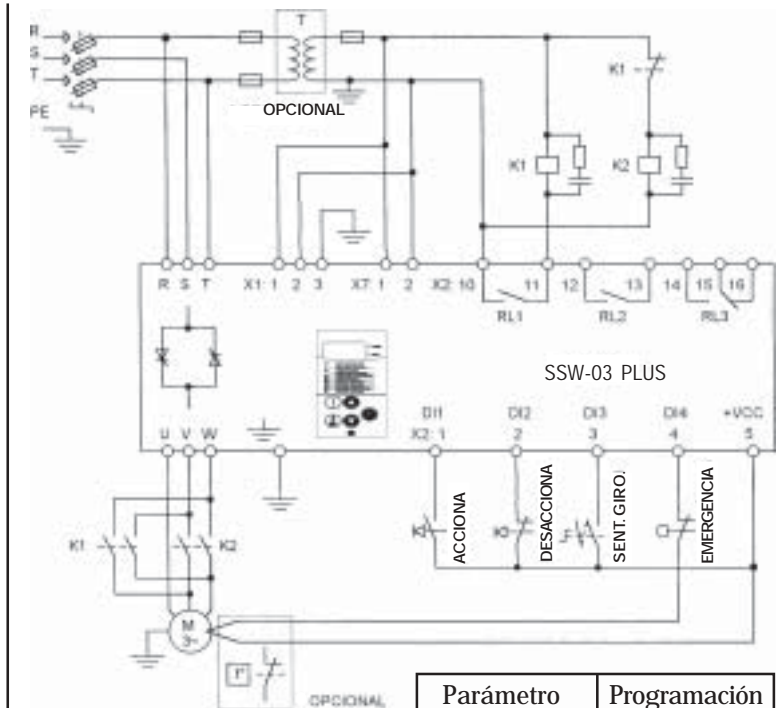 T
R
S
T
PE
OPCIONAL
K1
K1
K2
R S T X1: 1 2 3 X7: 1 2 X2: 10 11 12 13 14 15 16
RL1 RL2 RL3
SSW-03 PLUS
DI1 DI2 DI3 DI4 +VCC
U V W X2: 1 2 3 4 5
ACCIONA
DESACCIONA
SENT. GIRO.
EMERGENCIA
K1 K2
M
3~
OPCIONAL
Parámetro Programación